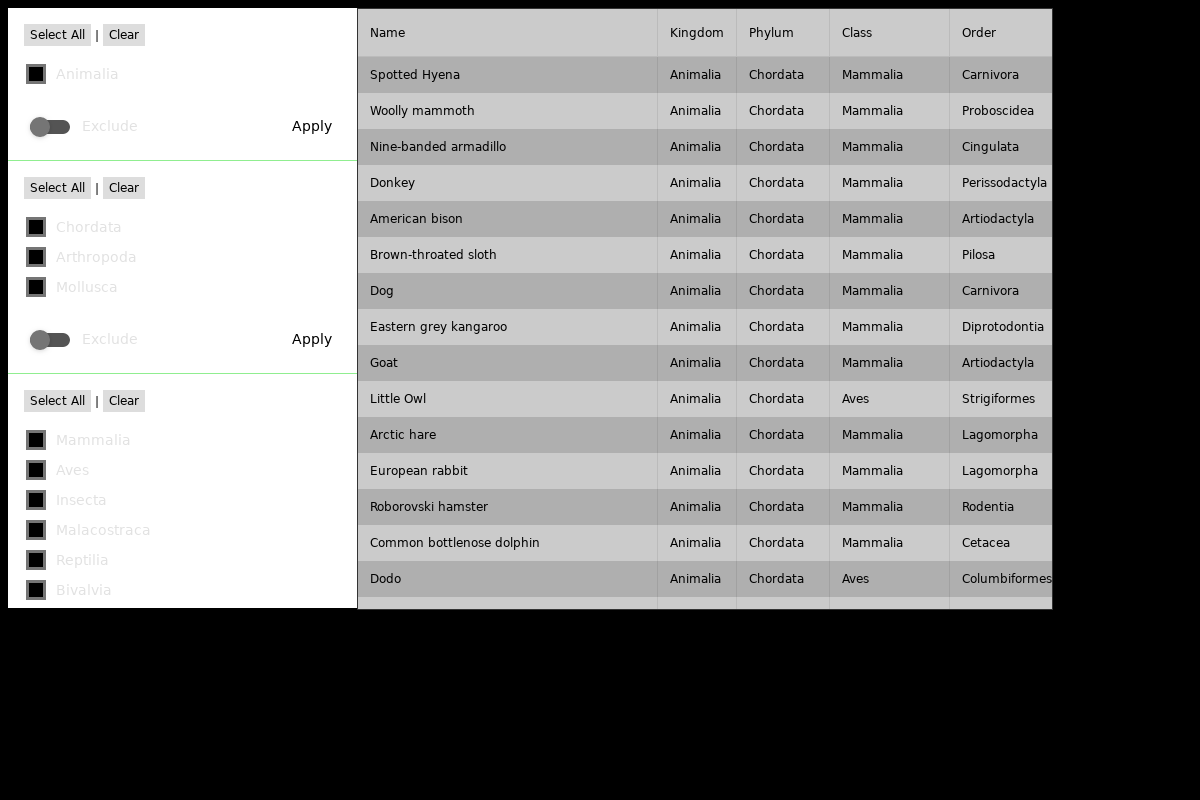 Select All | Clear
Animalia
Exclude Apply
Select All | Clear
Chordata
Arthropoda
Mollusca
Exclude Apply
Select All | Clear
Mammalia
Aves
Insecta
Malacostraca
Reptilia
Bivalvia
Name Kingdom Phylum Class Order
Spotted Hyena Animalia Chordata Mammalia Carnivora
Woolly mammoth Animalia Chordata Mammalia Proboscidea
Nine-banded armadillo Animalia Chordata Mammalia Cingulata
Donkey Animalia Chordata Mammalia Perissodactyla
American bison Animalia Chordata Mammalia Artiodactyla
Brown-throated sloth Animalia Chordata Mammalia Pilosa
Dog Animalia Chordata Mammalia Carnivora
Eastern grey kangaroo Animalia Chordata Mammalia Diprotodontia
Goat Animalia Chordata Mammalia Artiodactyla
Little Owl Animalia Chordata Aves Strigiformes
Arctic hare Animalia Chordata Mammalia Lagomorpha
European rabbit Animalia Chordata Mammalia Lagomorpha
Roborovski hamster Animalia Chordata Mammalia Rodentia
Common bottlenose dolphin Animalia Chordata Mammalia Cetacea
Dodo Animalia Chordata Aves Columbiformes